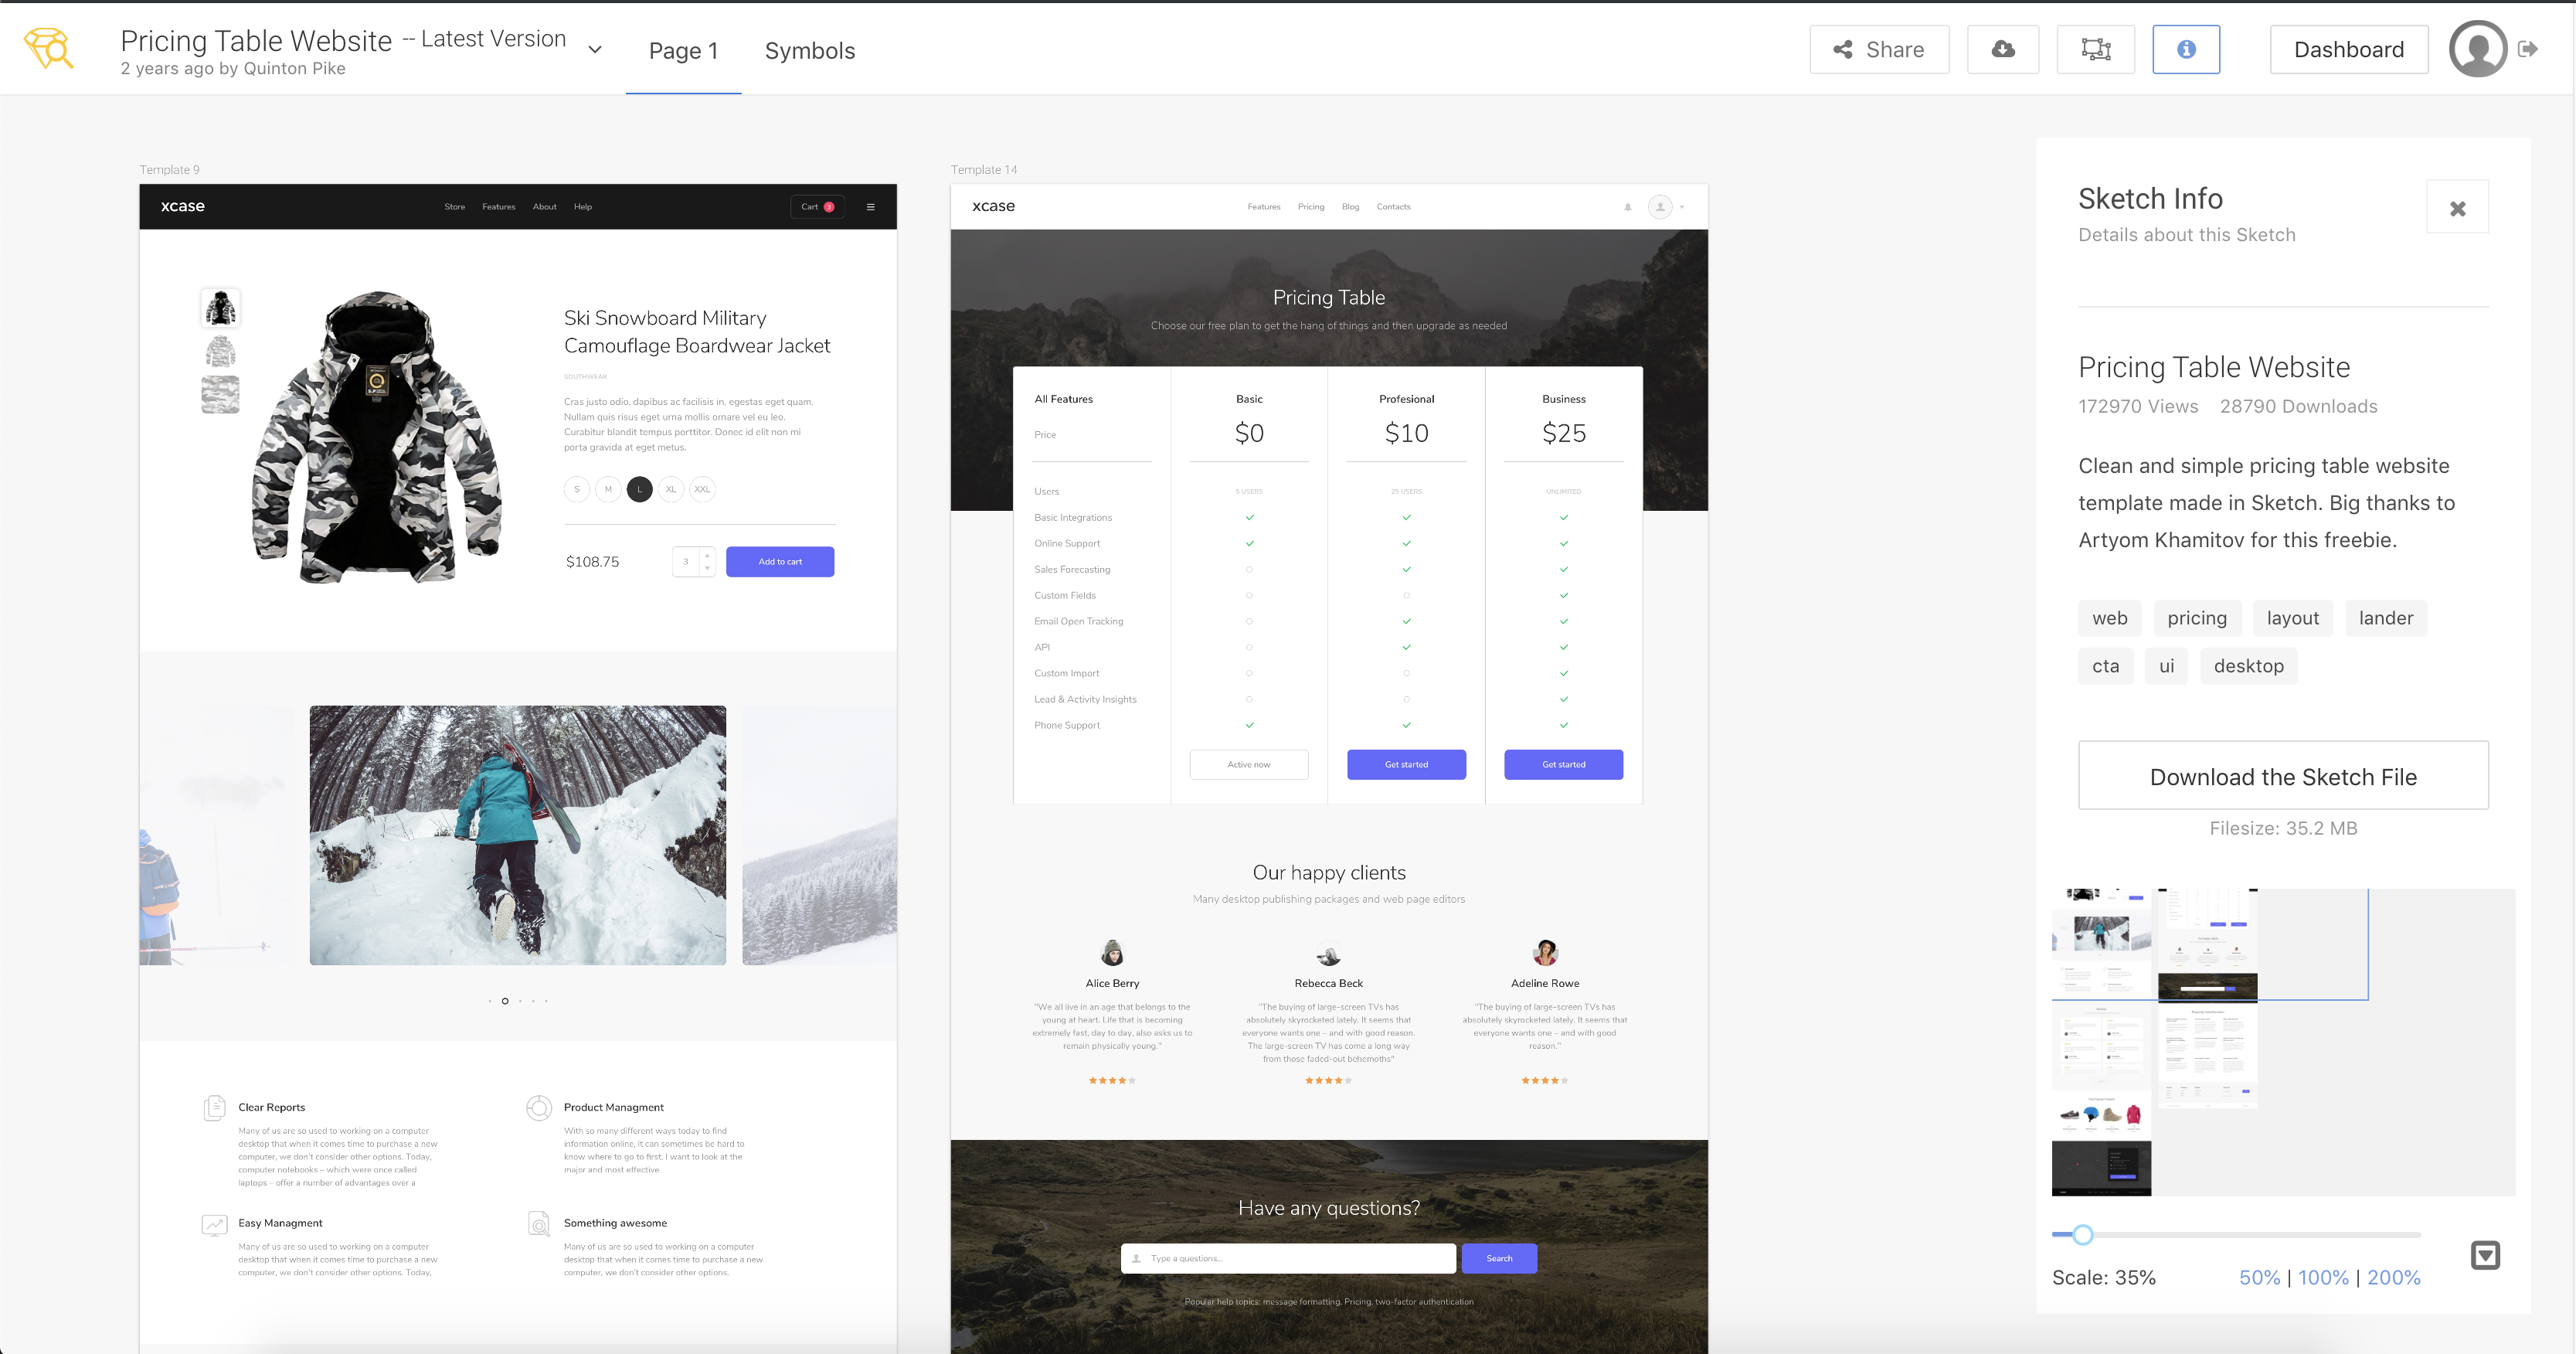 Pricing Table Website -- Latest Version
2 years ago by Quinton Pike
Page 1
Symbols
Share
Dashboard
Template 9
xcase
Store
Features
About
Help
Cart 3
Ski Snowboard Military
Camouflage Boardwear Jacket
SOUTHWEAR
Cras justo odio, dapibus ac facilisis in, egestas eget quam.
Nullam quis risus eget urna mollis ornare vel eu leo.
Curabitur blandit tempus porttitor. Donec id elit non mi
porta gravida at eget metus.
S
M
L
XL
XXL
$108.75
3
Add to cart
Clear Reports
Many of us are so used to working on a computer
desktop that when it comes time to purchase a new
computer, we don't consider other options. Today,
computer notebooks – which were once called
laptops – offer a number of advantages over a
Product Managment
With so many different ways today to find
information online, it can sometimes be hard to
know where to go to first. I want to look at the
major and most effective
Easy Managment
Many of us are so used to working on a computer
desktop that when it comes time to purchase a new
computer, we don't consider other options. Today,
Something awesome
Many of us are so used to working on a computer
desktop that when it comes time to purchase a new
computer, we don't consider other options.
Template 14
xcase
Features
Pricing
Blog
Contacts
Pricing Table
Choose our free plan to get the hang of things and then upgrade as needed
All Features
Basic
Profesional
Business
Price
$0
$10
$25
Users
5 USERS
25 USERS
UNLIMITED
Basic Integrations
Online Support
Sales Forecasting
Custom Fields
Email Open Tracking
API
Custom Import
Lead & Activity Insights
Phone Support
Active now
Get started
Get started
Our happy clients
Many desktop publishing packages and web page editors
Alice Berry
"We all live in an age that belongs to the
young at heart. Life that is becoming
extremely fast, day to day, also asks us to
remain physically young."
Rebecca Beck
"The buying of large-screen TVs has
absolutely skyrocketed lately. It seems that
everyone wants one – and with good reason.
The large-screen TV has come a long way
from those faded-out behemoths"
Adeline Rowe
"The buying of large-screen TVs has
absolutely skyrocketed lately. It seems that
everyone wants one – and with good
reason."
Have any questions?
Type a questions...
Search
Popular help topics: message formatting, Pricing, two-factor authentication
Sketch Info
Details about this Sketch
Pricing Table Website
172970 Views
28790 Downloads
Clean and simple pricing table website
template made in Sketch. Big thanks to
Artyom Khamitov for this freebie.
web
pricing
layout
lander
cta
ui
desktop
Download the Sketch File
Filesize: 35.2 MB
Scale: 35%
50% | 100% | 200%